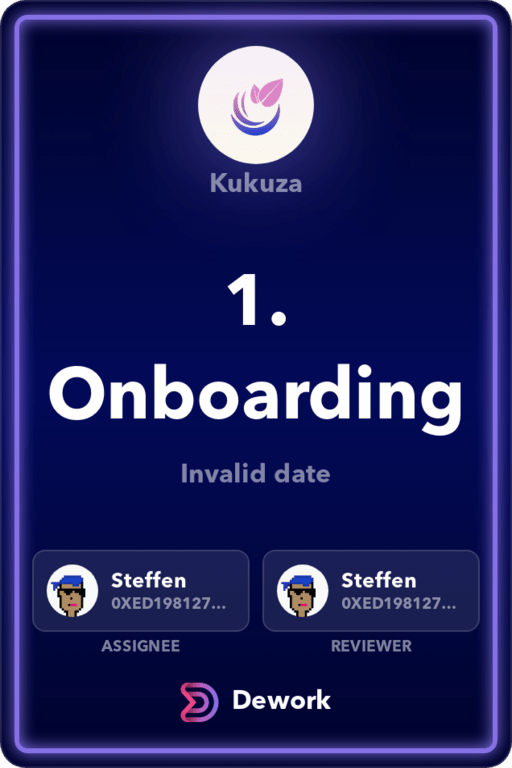 Kukuza
1.
Onboarding
Invalid date
Steffen
0XED198127...
Steffen
0XED198127...
ASSIGNEE
REVIEWER
Dework